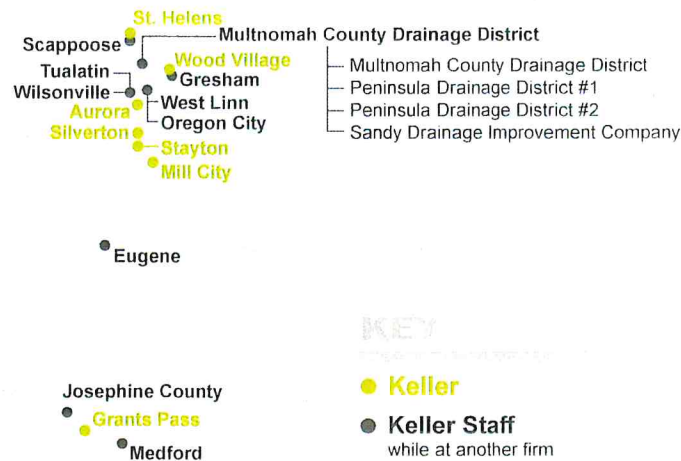 St. Helens
Scappoose
Multnomah County Drainage District
Wood Village
Gresham
Multnomah County Drainage District
Peninsula Drainage District #1
Peninsula Drainage District #2
Sandy Drainage Improvement Company
Tualatin
Wilsonville
West Linn
Oregon City
Aurora
Silverton
Stayton
Mill City
Eugene
KEY
Keller
Keller Staff
while at another firm
Josephine County
Grants Pass
Medford